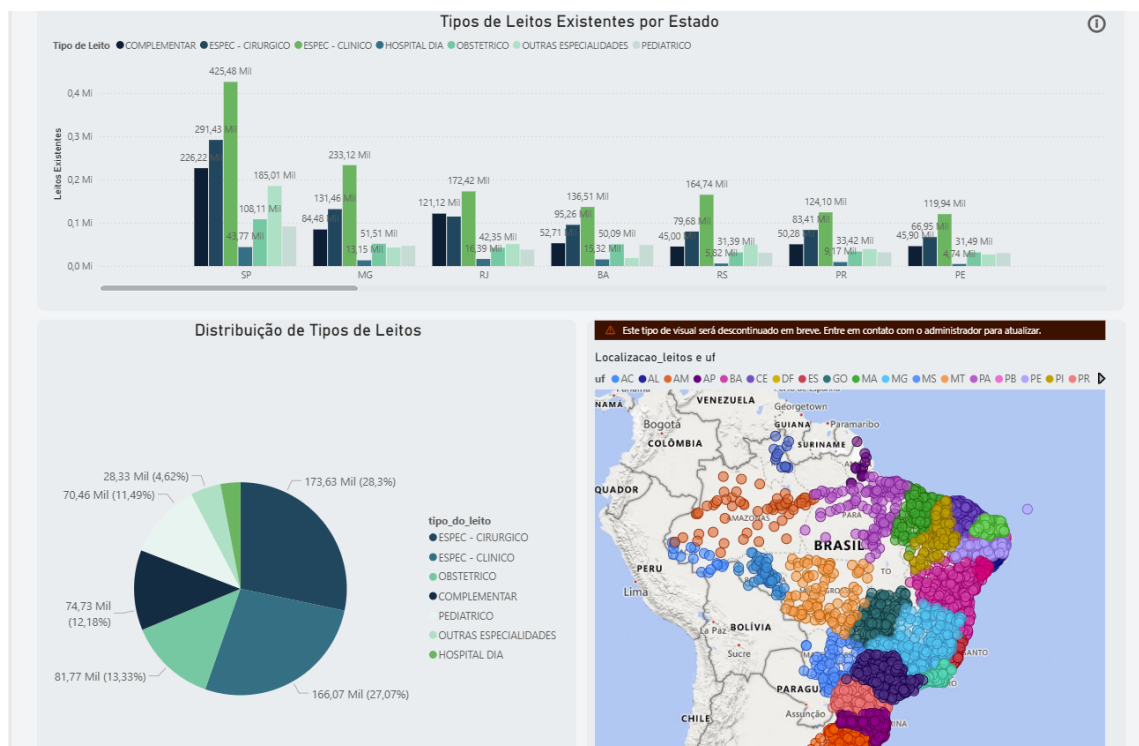 Tipos de Leitos Existentes por Estado
Tipo de Leito COMPLEMENTAR ESPEC - CIRURGICO ESPEC - CLINICO HOSPITAL DIA OBSTETRICO OUTRAS ESPECIALIDADES PEDIATRICO
Leitos Existentes
0,4 Mi
0,3 Mi
0,2 Mi
0,1 Mi
0,0 Mi
226,22 Mil
291,43 Mil
425,48 Mil
43,77 Mil
108,11 Mil
185,01 Mil
84,48 Mil
131,46 Mil
233,12 Mil
13,15 Mil
51,51 Mil
121,12 Mil
172,42 Mil
16,39 Mil
42,35 Mil
52,71 Mil
95,26 Mil
136,51 Mil
15,32 Mil
50,09 Mil
45,00 Mil
79,68 Mil
164,74 Mil
5,82 Mil
31,39 Mil
50,28 Mil
83,41 Mil
124,10 Mil
9,17 Mil
33,42 Mil
45,90 Mil
66,95 Mil
119,94 Mil
4,74 Mil
31,49 Mil
SP MG RJ BA RS PR PE
Distribuição de Tipos de Leitos
173,63 Mil (28,3%)
166,07 Mil (27,07%)
81,77 Mil (13,33%)
74,73 Mil
(12,18%)
70,46 Mil (11,49%)
28,33 Mil (4,62%)
tipo_do_leito
ESPEC - CIRURGICO
ESPEC - CLINICO
OBSTETRICO
COMPLEMENTAR
PEDIATRICO
OUTRAS ESPECIALIDADES
HOSPITAL DIA
Este tipo de visual será descontinuado em breve. Entre em contato com o administrador para atualizar.
Localizacao_leitos e uf
uf AC AL AM AP BA CE DF ES GO MA MG MS MT PA PB PE PI PR
VENEZUELA
Georgetown
Bogotá
GUIANA
Paramaribo
COLÔMBIA
SURINAME
QUADOR
AMAZONAS
PARÁ
BRASIL
PERU
TO
Lima
La Paz
BOLÍVIA
Sucre
ANTO
PARAGU
Assunção
CHILE
INA